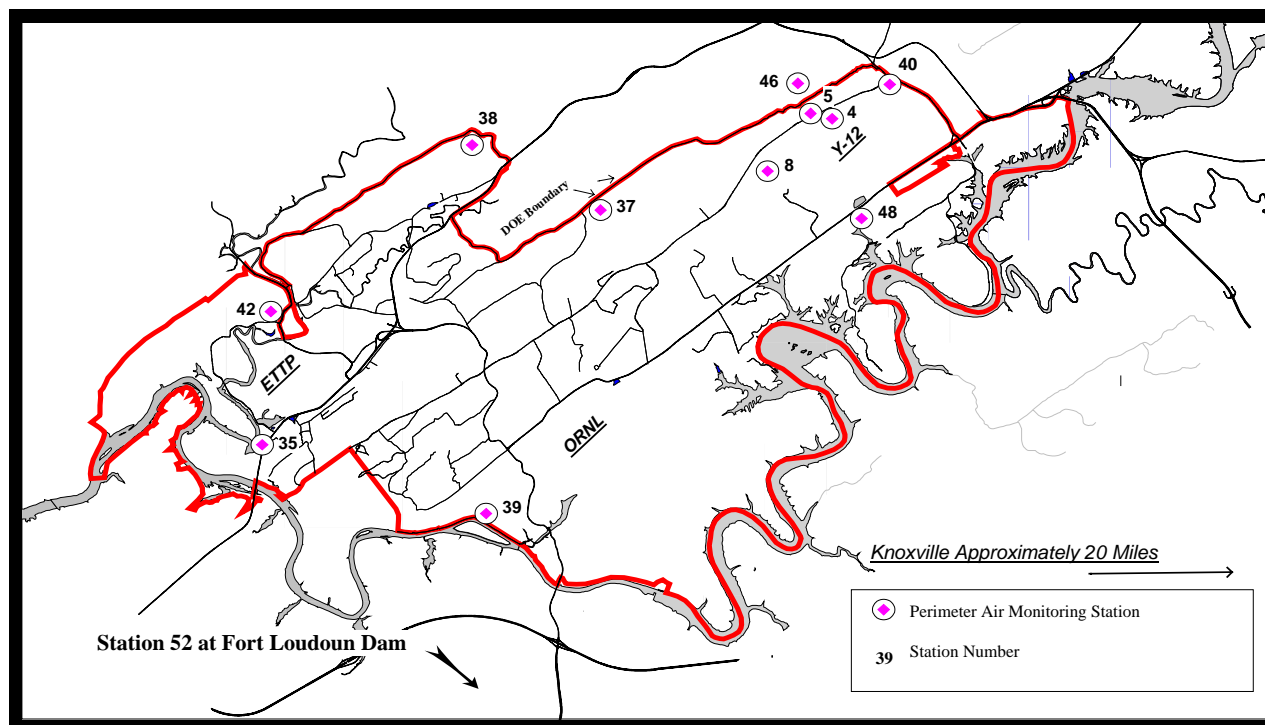 40
46
5
4
38
Y-12
8
DOE Boundary
37
48
42
ETTP
ORNL
35
39
Knoxville Approximately 20 Miles
Perimeter Air Monitoring Station
Station 52 at Fort Loudoun Dam
39 Station Number